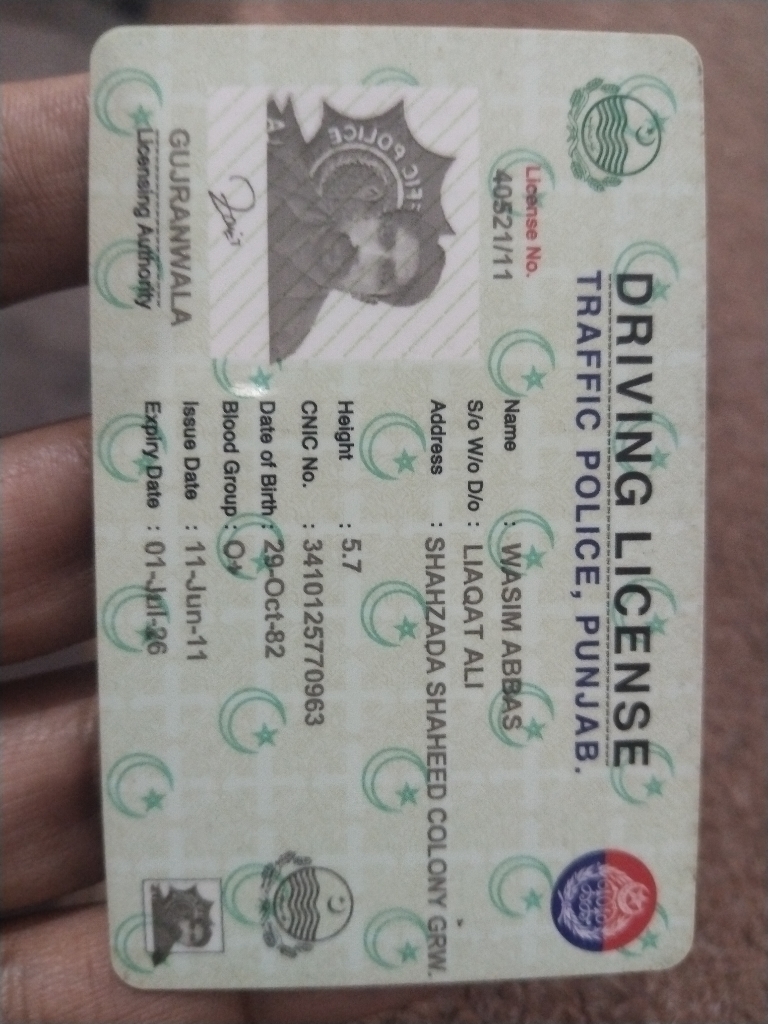 DRIVING LICENSE
TRAFFIC POLICE, PUNJAB.
License No.
40521/11
Name : WASIM ABBAS
S/o W/o D/o : LIAQAT ALI
Address : SHAHZADA SHAHEED COLONY GRW.
Height : 5.7
CNIC No. : 3410125770963
Date of Birth : 29-Oct-82
Blood Group : O+
Issue Date : 11-Jun-11
Expiry Date : 01-Jul-26
GUJRANWALA
Licensing Authority